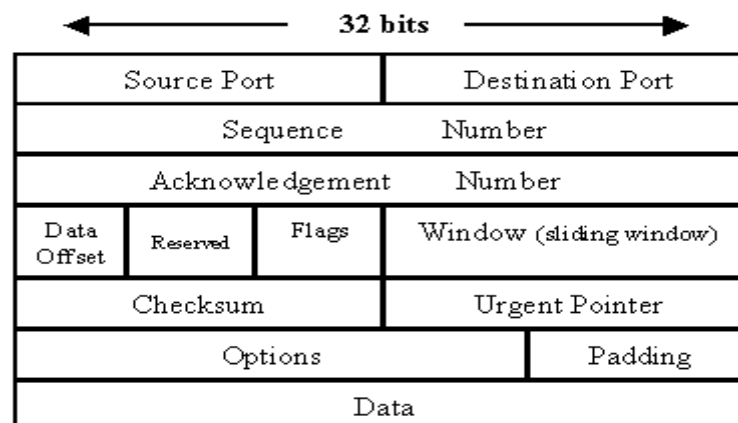 32 bits
Source Port
Destination Port
Sequence Number
Acknowledgement Number
Data
Offset
Reserved
Flags
Window (sliding window)
Checksum
Urgent Pointer
Options
Padding
Data